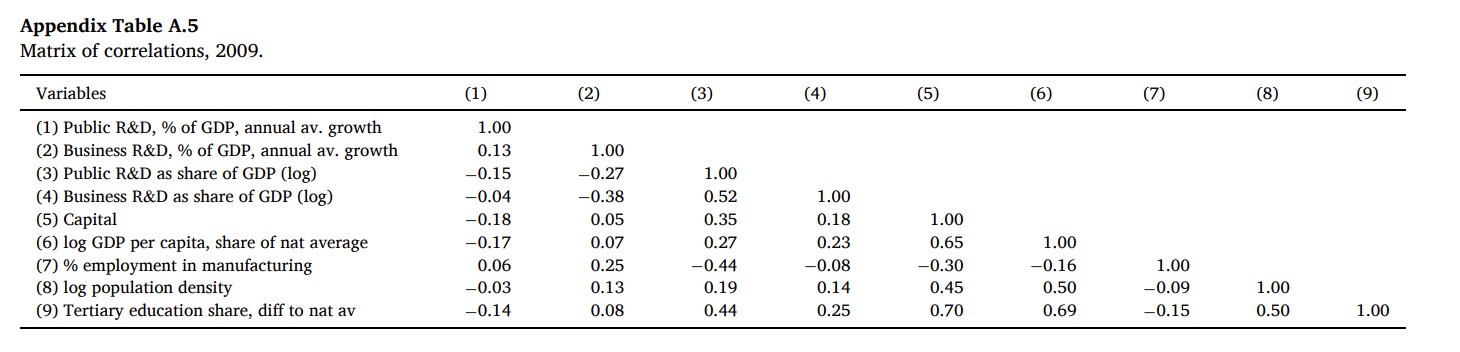 Appendix Table A.5
Matrix of correlations, 2009.
Variables (1) (2) (3) (4) (5) (6) (7) (8) (9)
(1) Public R&D, % of GDP, annual av. growth 1.00
(2) Business R&D, % of GDP, annual av. growth 0.13 1.00
(3) Public R&D as share of GDP (log) −0.15 −0.27 1.00
(4) Business R&D as share of GDP (log) −0.04 −0.38 0.52 1.00
(5) Capital −0.18 0.05 0.35 0.18 1.00
(6) log GDP per capita, share of nat average −0.17 0.07 0.27 0.23 0.65 1.00
(7) % employment in manufacturing 0.06 0.25 −0.44 −0.08 −0.30 −0.16 1.00
(8) log population density −0.03 0.13 0.19 0.14 0.45 0.50 −0.09 1.00
(9) Tertiary education share, diff to nat av −0.14 0.08 0.44 0.25 0.70 0.69 −0.15 0.50 1.00